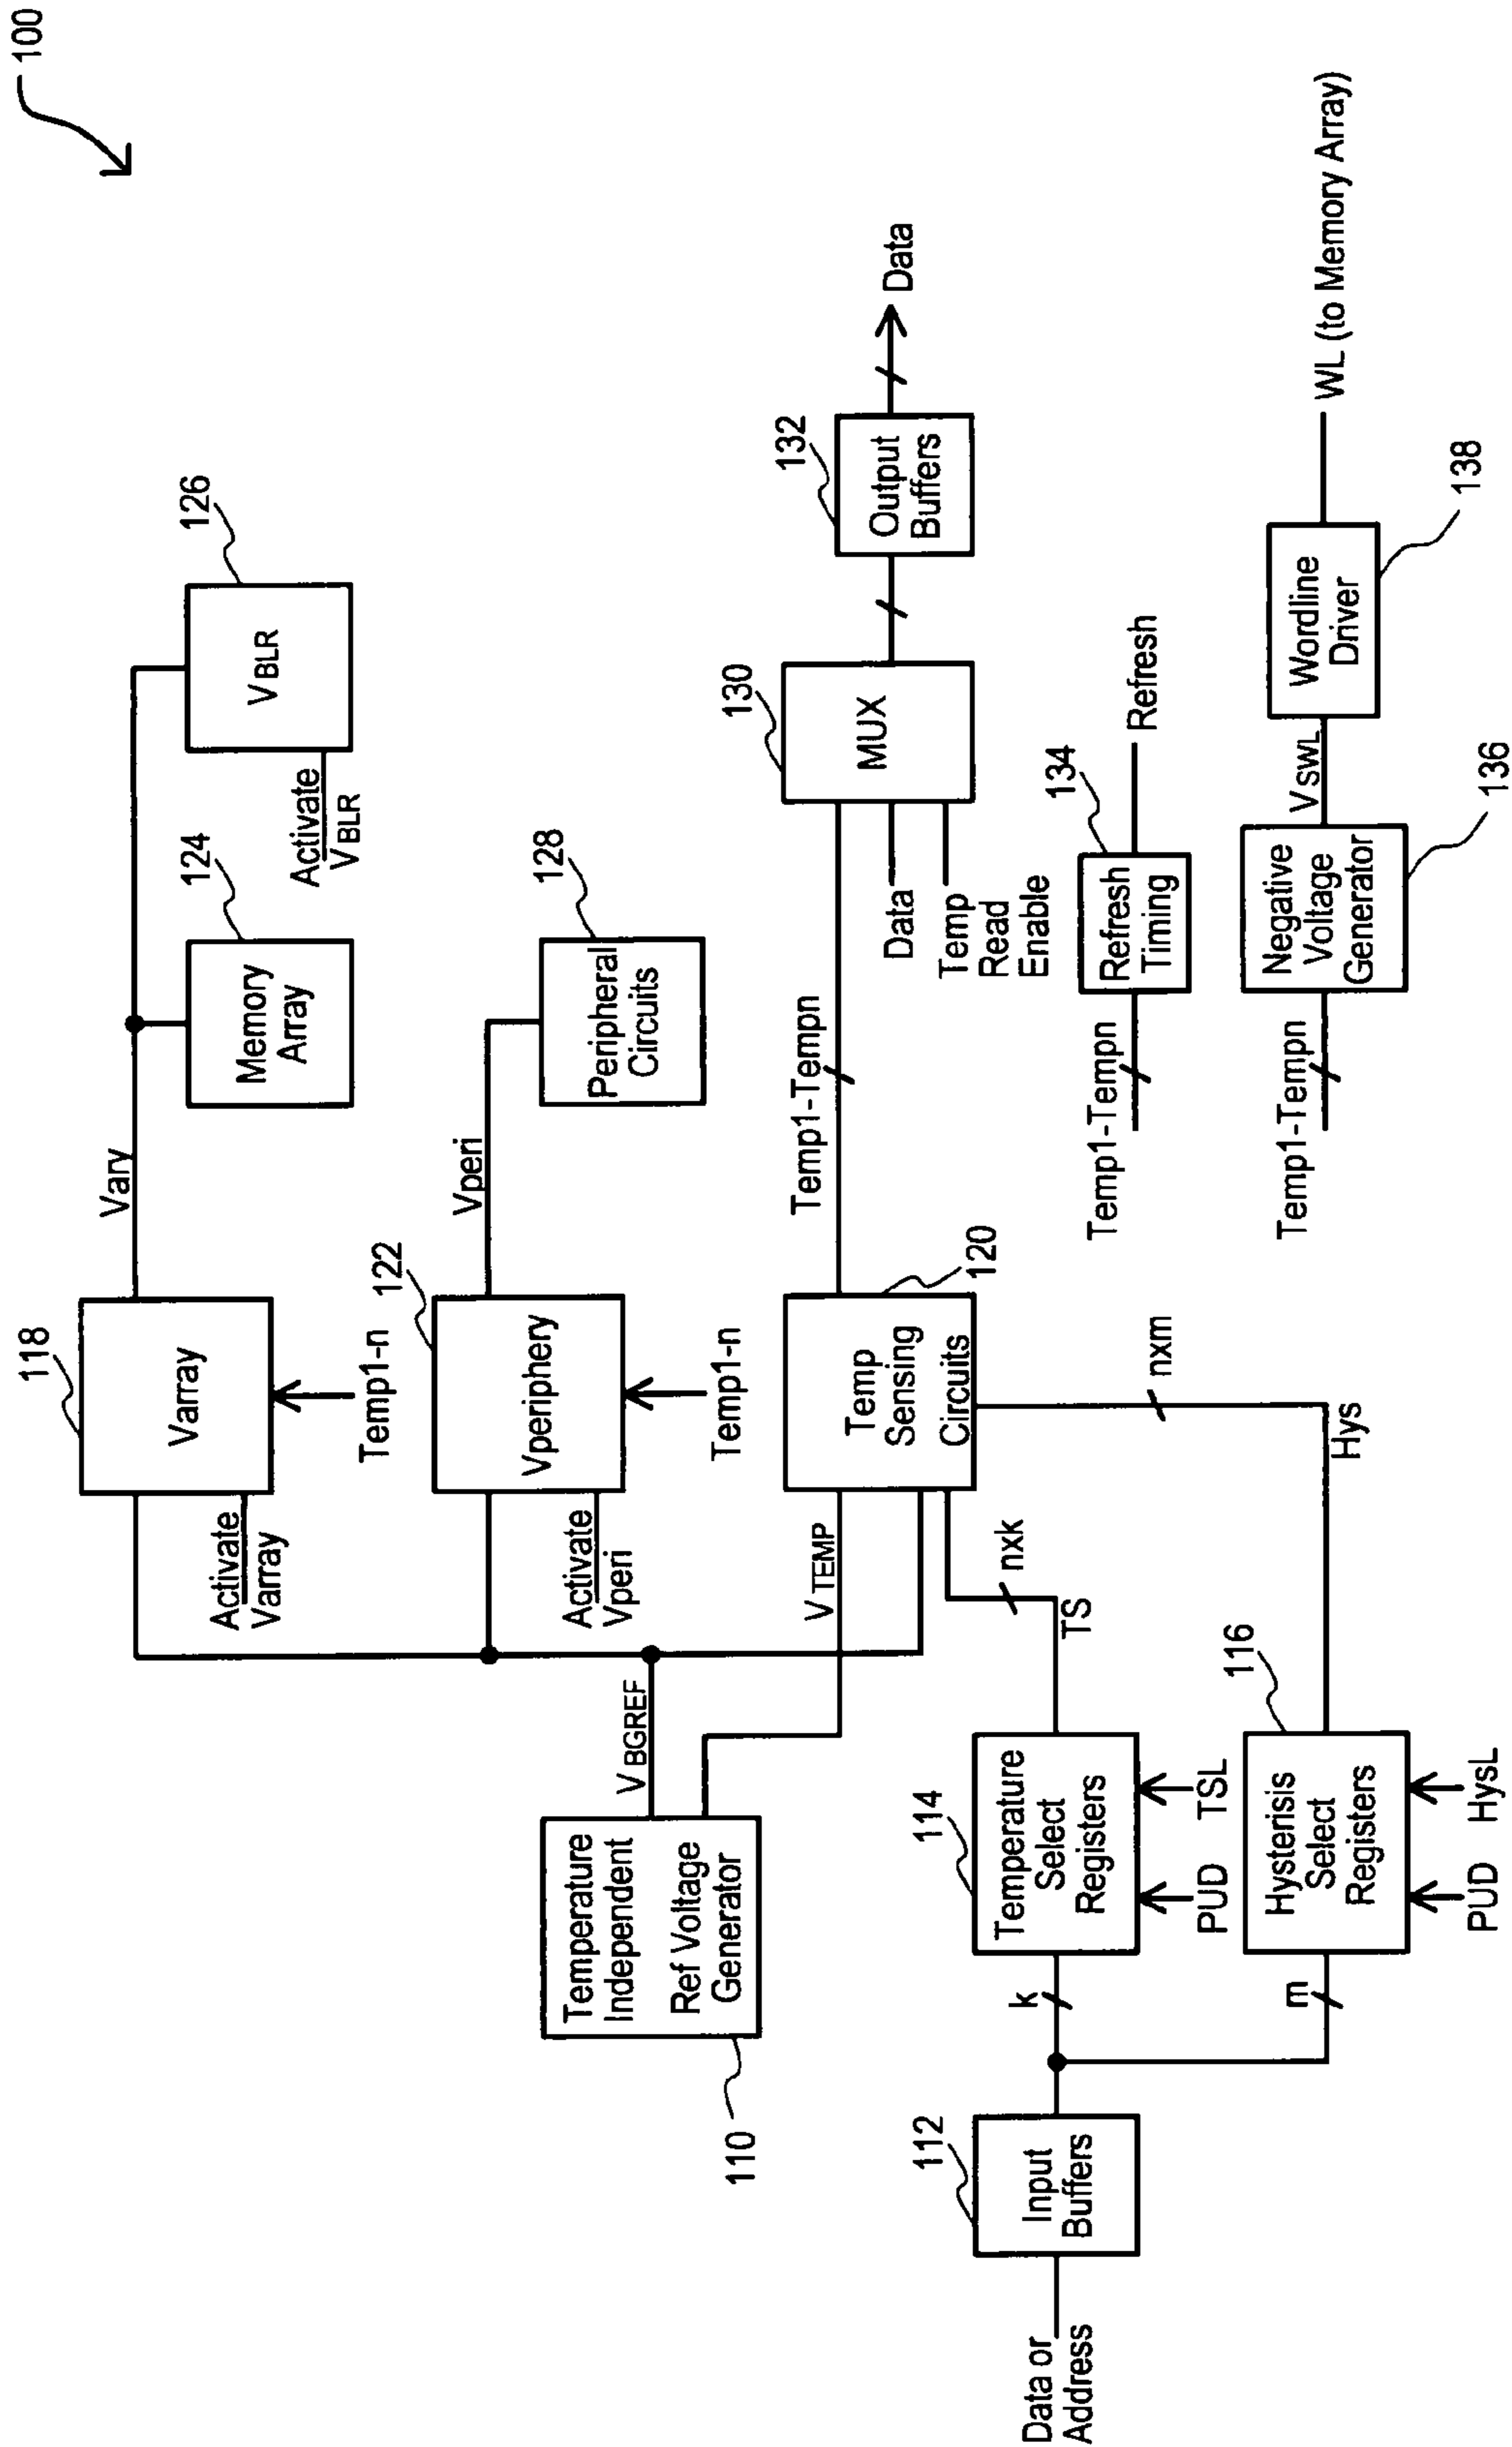 100
118
Varray
Activate
Varray
Temp1-n
Vary
124
Memory
Array
126
VBLR
Activate
VBLR
122
Vperiphery
Activate
Vperi
Temp1-n
Vperi
128
Peripheral
Circuits
110
Temperature
Independent
Ref Voltage
Generator
VBGREF
VTEMP
120
Temp
Sensing
Circuits
Temp1-Tempn
130
MUX
Data
Temp
Read
Enable
132
Output
Buffers
Data
Data or
Address
112
Input
Buffers
k
m
114
Temperature
Select
Registers
PUD
TSL
TS
nxk
116
Hysterisis
Select
Registers
PUD
HysL
Hys
nxm
Temp1-Tempn
134
Refresh
Timing
Refresh
Temp1-Tempn
136
Negative
Voltage
Generator
VSWL
138
Wordline
Driver
WL (to Memory Array)